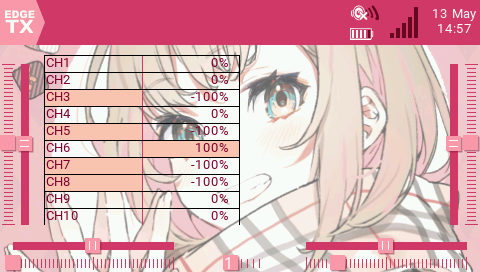 EDGE
TX
13 May
14:57
CH1 0%
CH2 0%
CH3 -100%
CH4 0%
CH5 -100%
CH6 100%
CH7 -100%
CH8 -100%
CH9 0%
CH10 0%
1